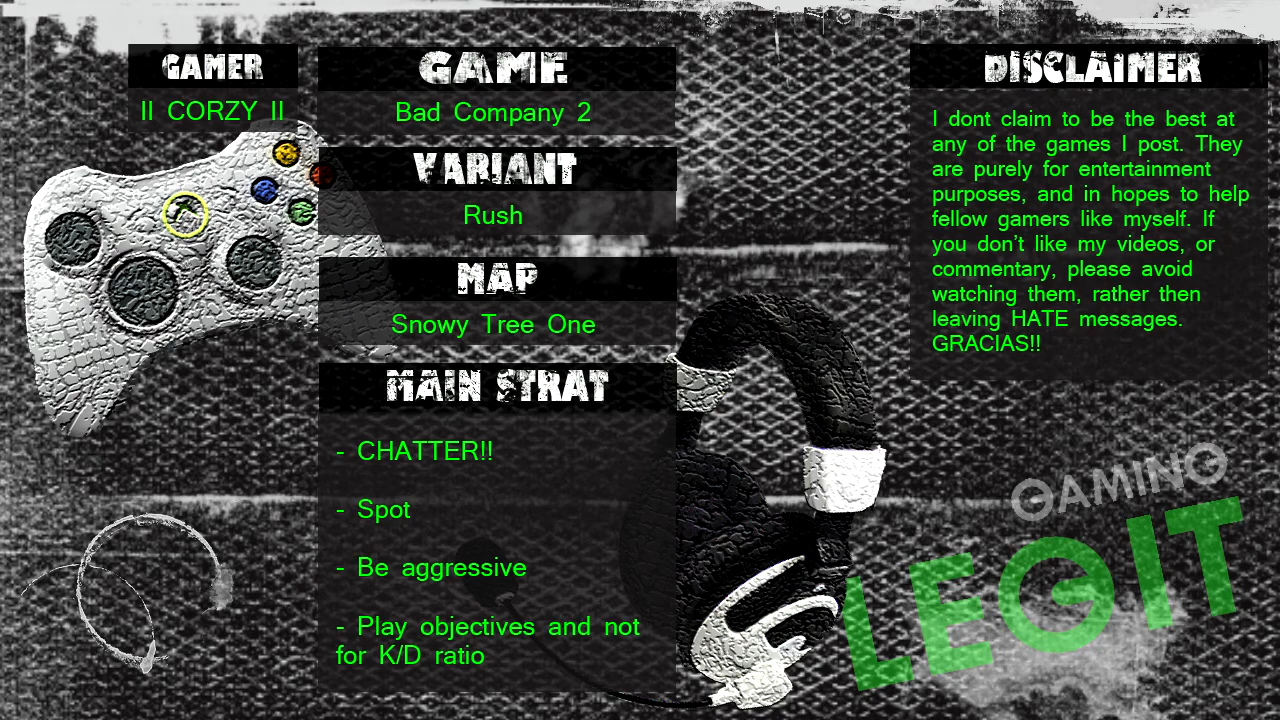 GAMER
II CORZY II
GAME
Bad Company 2
VARIANT
Rush
MAP
Snowy Tree One
MAIN STRAT
- CHATTER!!
- Spot
- Be aggressive
- Play objectives and not
for K/D ratio
DISCLAIMER
I dont claim to be the best at
any of the games I post. They
are purely for entertainment
purposes, and in hopes to help
fellow gamers like myself. If
you don't like my videos, or
commentary, please avoid
watching them, rather then
leaving HATE messages.
GRACIAS!!
GAMING
LEGIT